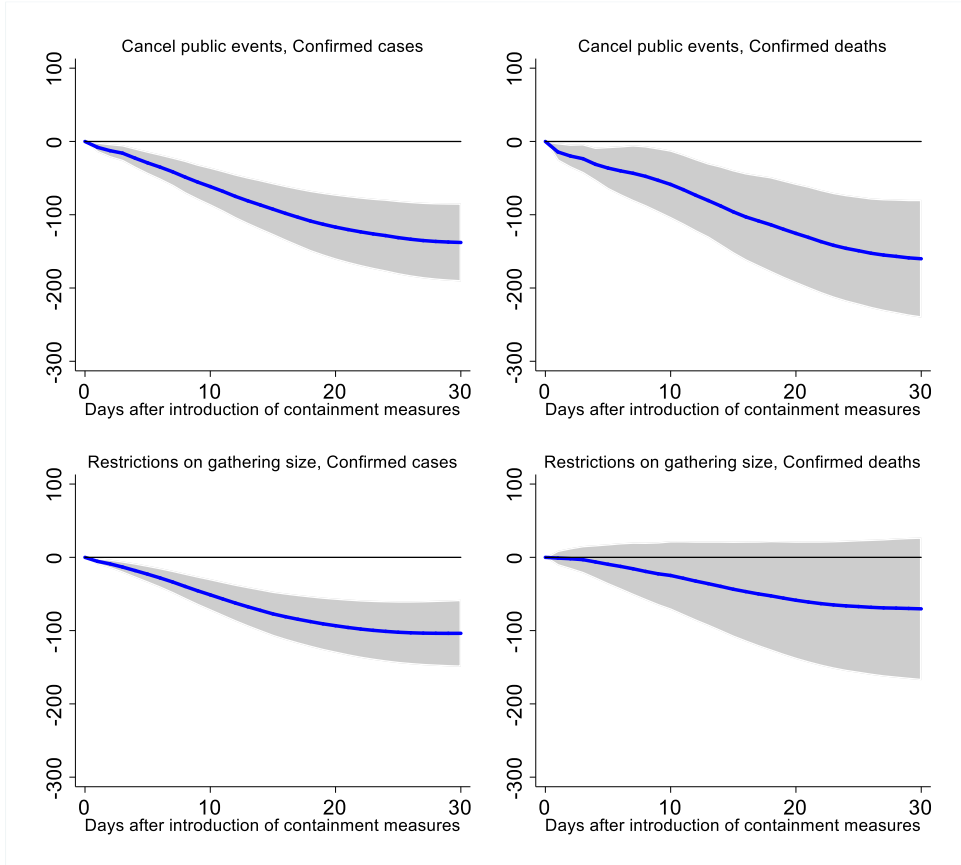 Cancel public events, Confirmed cases
100
0
-100
-200
-300
0 10 20 30
Days after introduction of containment measures
Cancel public events, Confirmed deaths
100
0
-100
-200
-300
0 10 20 30
Days after introduction of containment measures
Restrictions on gathering size, Confirmed cases
100
0
-100
-200
-300
0 10 20 30
Days after introduction of containment measures
Restrictions on gathering size, Confirmed deaths
100
0
-100
-200
-300
0 10 20 30
Days after introduction of containment measures